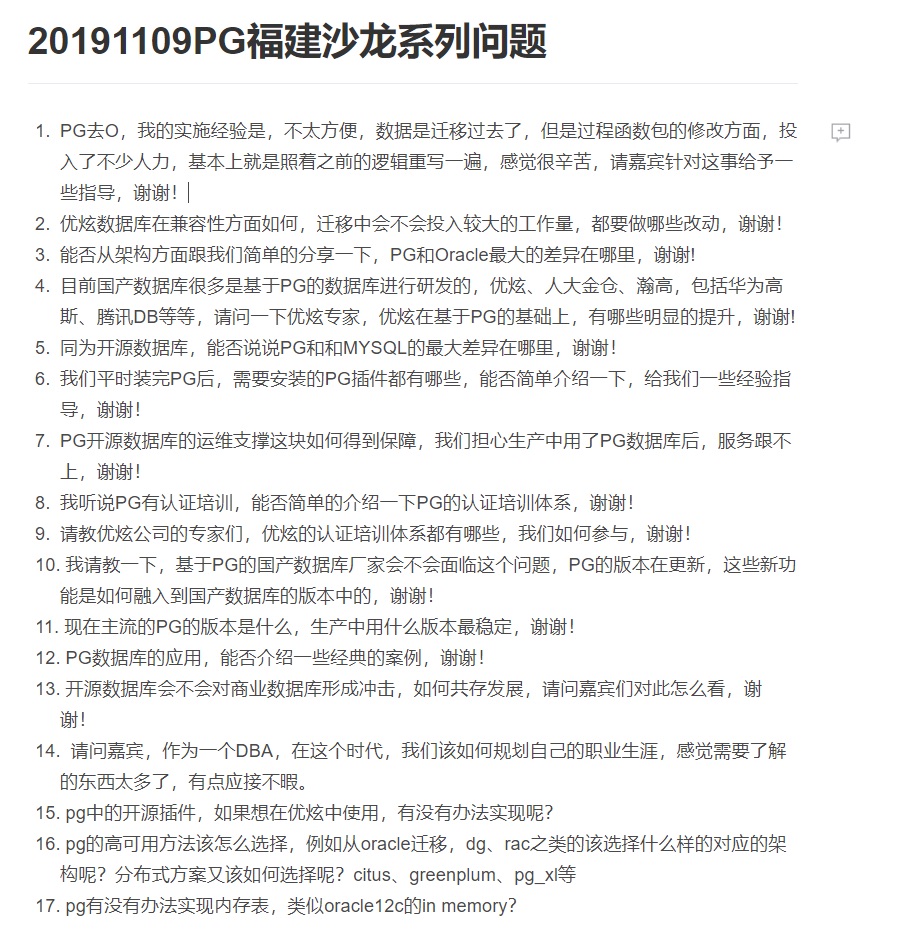 20191109PG福建沙龙系列问题
1. PG去O，我的实施经验是，不太方便，数据是迁移过去了，但是过程函数包的修改方面，投
入了不少人力，基本上就是照着之前的逻辑重写一遍，感觉很辛苦，请嘉宾针对这事给予一
些指导，谢谢！
2. 优炫数据库在兼容性方面如何，迁移中会不会投入较大的工作量，都要做哪些改动，谢谢！
3. 能否从架构方面跟我们简单的分享一下，PG和Oracle最大的差异在哪里，谢谢!
4. 目前国产数据库很多是基于PG的数据库进行研发的，优炫、人大金仓、瀚高，包括华为高
斯、腾讯DB等等，请问一下优炫专家，优炫在基于PG的基础上，有哪些明显的提升，谢谢!
5. 同为开源数据库，能否说说PG和和MYSQL的最大差异在哪里，谢谢！
6. 我们平时装完PG后，需要安装的PG插件都有哪些，能否简单介绍一下，给我们一些经验指
导，谢谢！
7. PG开源数据库的运维支撑这块如何得到保障，我们担心生产中用了PG数据库后，服务跟不
上，谢谢！
8. 我听说PG有认证培训，能否简单的介绍一下PG的认证培训体系，谢谢！
9. 请教优炫公司的专家们，优炫的认证培训体系都有哪些，我们如何参与，谢谢！
10. 我请教一下，基于PG的国产数据库厂家会不会面临这个问题，PG的版本在更新，这些新功
能是如何融入到国产数据库的版本中的，谢谢！
11. 现在主流的PG的版本是什么，生产中用什么版本最稳定，谢谢！
12. PG数据库的应用，能否介绍一些经典的案例，谢谢！
13. 开源数据库会不会对商业数据库形成冲击，如何共存发展，请问嘉宾们对此怎么看，谢
谢！
14. 请问嘉宾，作为一个DBA，在这个时代，我们该如何规划自己的职业生涯，感觉需要了解
的东西太多了，有点应接不暇。
15. pg中的开源插件，如果想在优炫中使用，有没有办法实现呢？
16. pg的高可用方法该怎么选择，例如从oracle迁移，dg、rac之类的该选择什么样的对应的架
构呢？分布式方案又该如何选择呢？citus、greenplum、pg_xl等
17. pg有没有办法实现内存表，类似oracle12c的in memory？